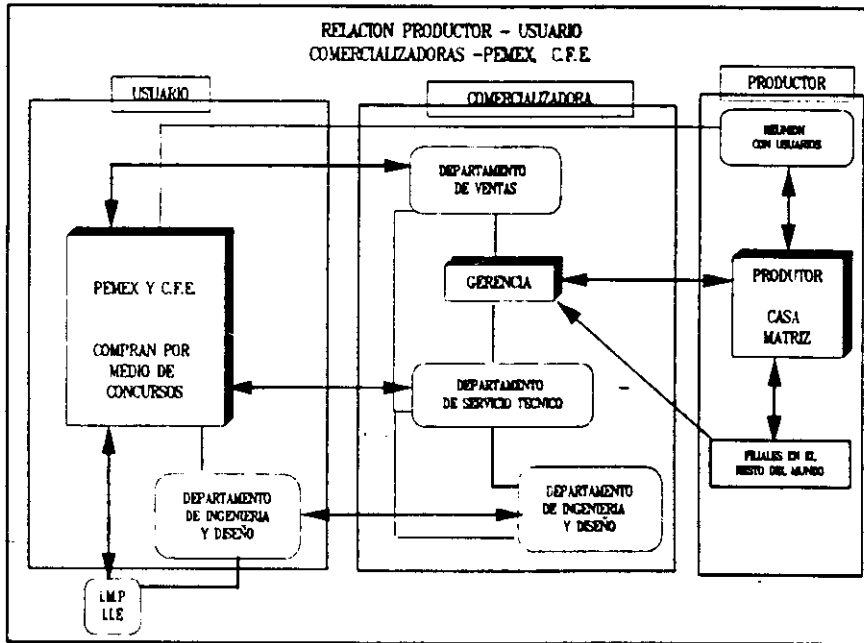 RELACION PRODUCTOR - USUARIO
COMERCIALIZADORAS -PEMEX, C.F.E.
USUARIO
COMERCIALIZADORA
PRODUCTOR
REUNION
CON USUARIOS
DEPARTAMENTO
DE VENTAS
PEMEX Y C.F.E.
COMPRAN POR
MEDIO DE
CONCURSOS
GERENCIA
PRODUTOR
CASA
MATRIZ
DEPARTAMENTO
DE SERVICIO TECNICO
FILIALES EN EL
RESTO DEL MUNDO
DEPARTAMENTO
DE INGENIERIA
Y DISEÑO
DEPARTAMENTO
DE INGENIERIA
Y DISEÑO
I.M.P
I.I.E